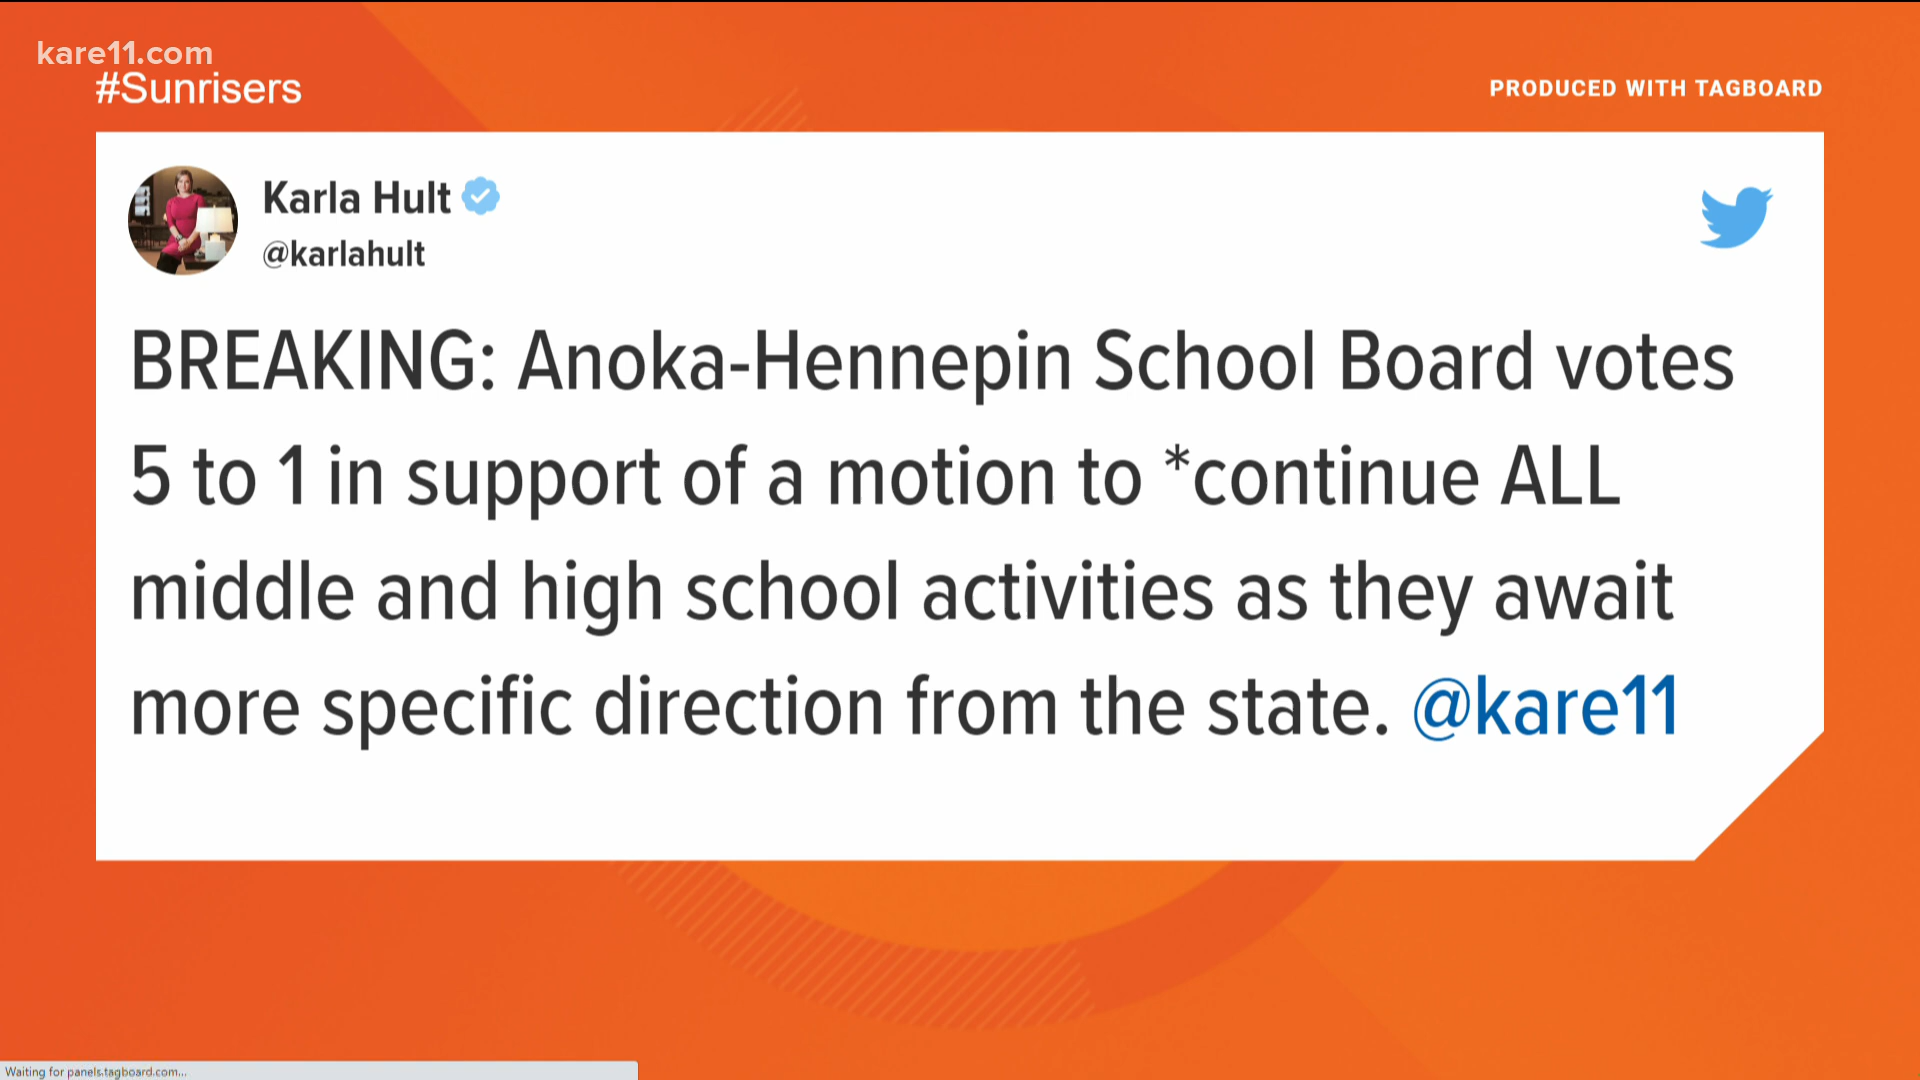 kare11.com
#Sunrisers
PRODUCED WITH TAGBOARD
Karla Hult
@karlahult
BREAKING: Anoka-Hennepin School Board votes
5 to 1 in support of a motion to *continue ALL
middle and high school activities as they await
more specific direction from the state. @kare11
Waiting for panels.tagboard.com...